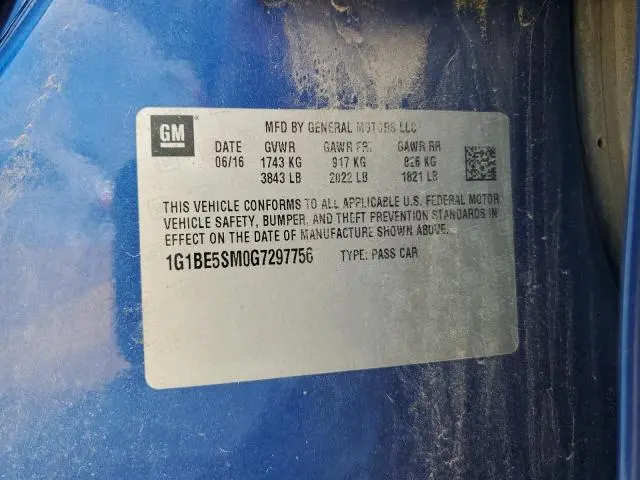 GM
MFD BY GENERAL MOTORS LLC
DATE GVWR GAWR FRT GAWR RR
06/16 1743 KG 917 KG 826 KG
3843 LB 2022 LB 1821 LB
THIS VEHICLE CONFORMS TO ALL APPLICABLE U.S. FEDERAL MOTOR
VEHICLE SAFETY, BUMPER, AND THEFT PREVENTION STANDARDS IN
EFFECT ON THE DATE OF MANUFACTURE SHOWN ABOVE.
1G1BE5SM0G7297756 TYPE: PASS CAR